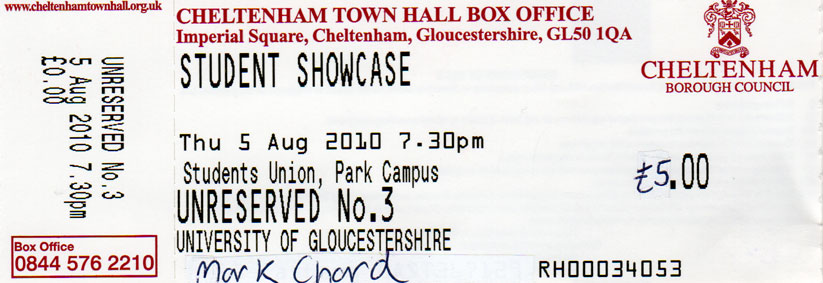 www.cheltenhamtownhall.org.uk
UNRESERVED No.3
5 Aug 2010 7.30pm
£0.00
Box Office
0844 576 2210
CHELTENHAM TOWN HALL BOX OFFICE
Imperial Square, Cheltenham, Gloucestershire, GL50 1QA
STUDENT SHOWCASE
CHELTENHAM
BOROUGH COUNCIL
Thu 5 Aug 2010 7.30pm
Students Union, Park Campus
£5.00
UNRESERVED No.3
UNIVERSITY OF GLOUCESTERSHIRE
Mark Chard
RH00034053